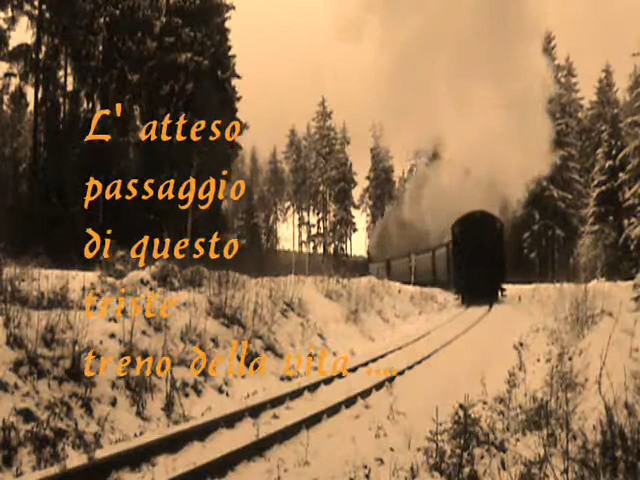 L' atteso
passaggio
di questo
triste
treno della vita ....